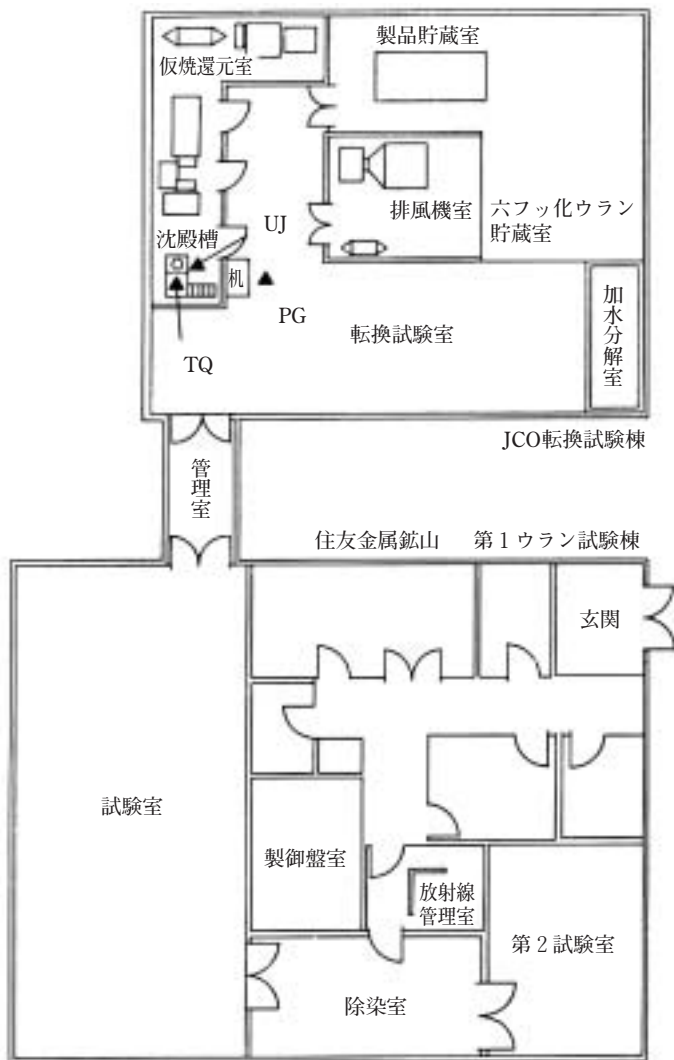 製品貯蔵室
仮焼還元室
排風機室
六フッ化ウラン
貯蔵室
UJ
沈殿槽
机
PG
転換試験室
加水分解室
TQ
JCO転換試験棟
管理室
住友金属鉱山 第1ウラン試験棟
玄関
試験室
製御盤室
放射線
管理室
第2試験室
除染室